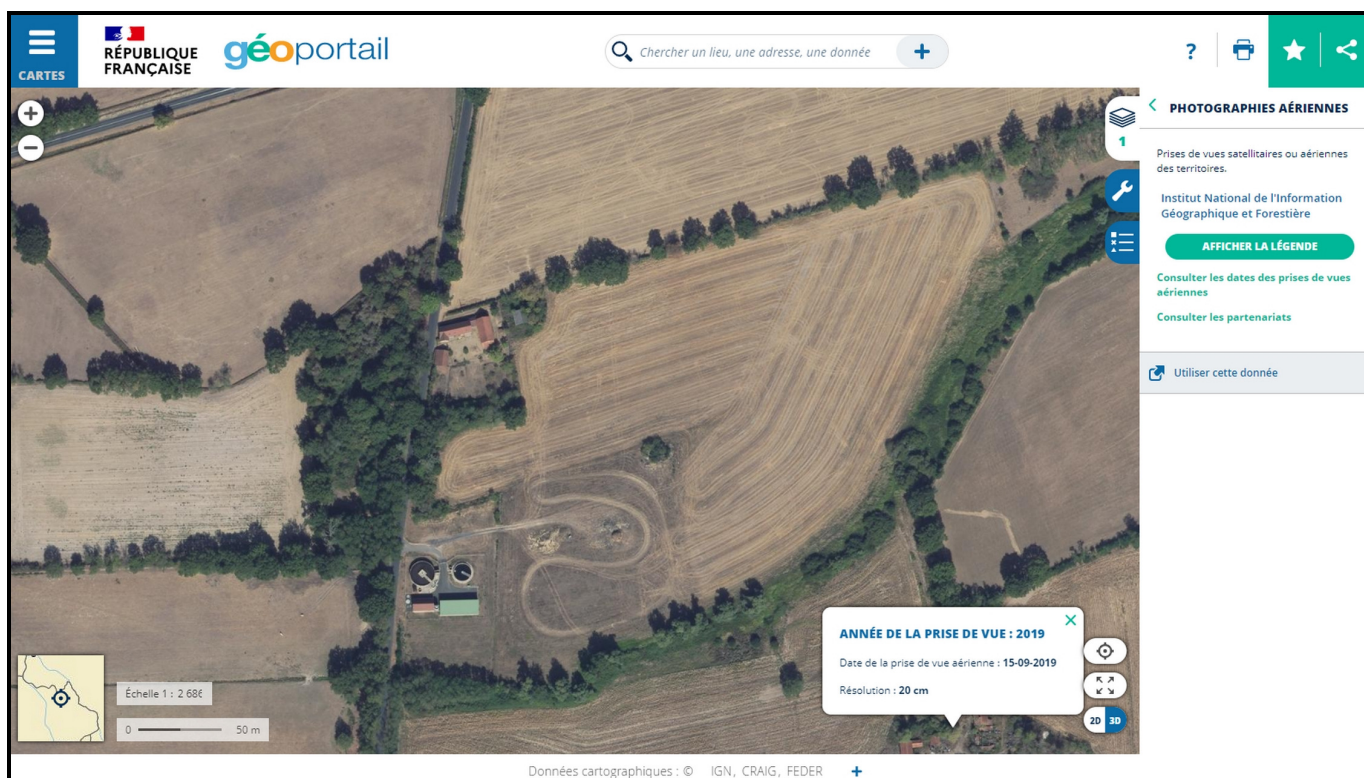 CARTES
RÉPUBLIQUE
FRANÇAISE
géoportail
Chercher un lieu, une adresse, une donnée
+
?
+
−
1
PHOTOGRAPHIES AÉRIENNES
Prises de vues satellitaires ou aériennes
des territoires.
Institut National de l'Information
Géographique et Forestière
AFFICHER LA LÉGENDE
Consulter les dates des prises de vues
aériennes
Consulter les partenariats
Utiliser cette donnée
ANNÉE DE LA PRISE DE VUE : 2019
Date de la prise de vue aérienne : 15-09-2019
Résolution : 20 cm
2D 3D
Échelle 1 : 2 686
0 50 m
Données cartographiques : © IGN, CRAIG, FEDER +